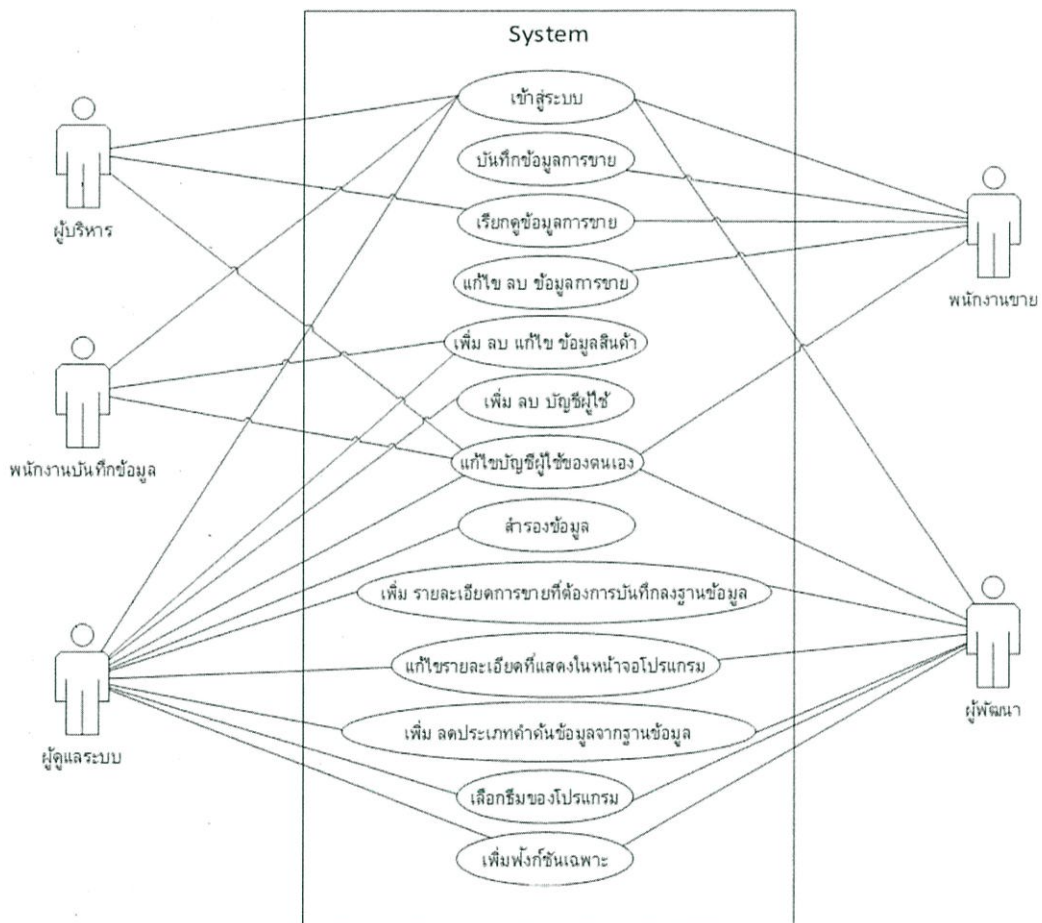 System
เข้าสู่ระบบ
บันทึกข้อมูลการขาย
ผู้บริหาร
เรียกดูข้อมูลการขาย
แก้ไข ลบ ข้อมูลการขาย
พนักงานขาย
เพิ่ม ลบ แก้ไข ข้อมูลสินค้า
เพิ่ม ลบ บัญชีผู้ใช้
พนักงานบันทึกข้อมูล
แก้ไขบัญชีผู้ใช้ของตนเอง
สำรองข้อมูล
เพิ่ม รายละเอียดการขายที่ต้องการบันทึกลงฐานข้อมูล
แก้ไขรายละเอียดที่แสดงในหน้าจอโปรแกรม
ผู้พัฒนา
เพิ่ม ลดประเภทคำค้นข้อมูลจากฐานข้อมูล
ผู้ดูแลระบบ
เลือกธีมของโปรแกรม
เพิ่มฟังก์ชันเฉพาะ